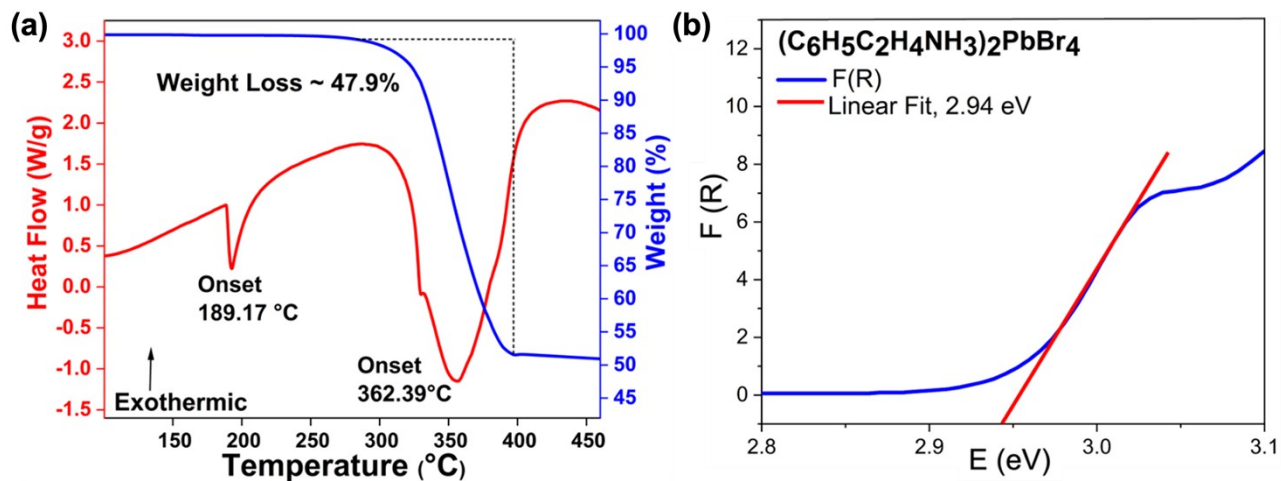 (a)
3.0
2.5
2.0
1.5
1.0
0.5
0.0
-0.5
-1.0
-1.5
Heat Flow (W/g)
Weight Loss ~ 47.9%
Onset
189.17 °C
Onset
362.39°C
Exothermic
100
95
90
85
80
75
70
65
60
55
50
45
Weight (%)
150 200 250 300 350 400 450
Temperature (°C)
(b)
(C6H5C2H4NH3)2PbBr4
F(R)
Linear Fit, 2.94 eV
12
10
8
6
4
2
0
F (R)
2.8 2.9 3.0 3.1
E (eV)